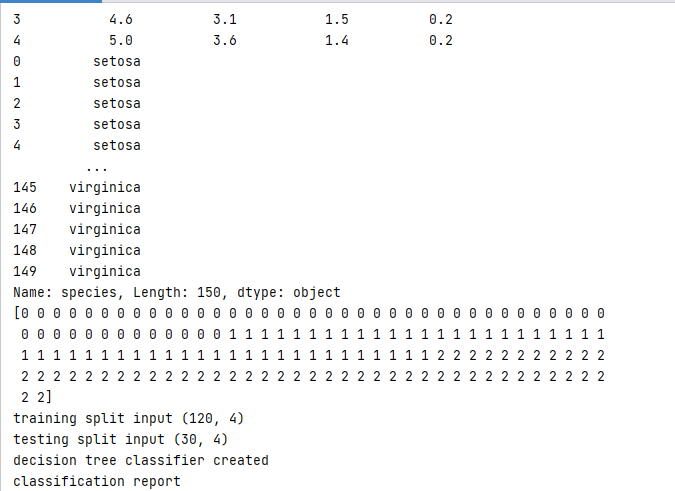 3           4.6          3.1           1.5          0.2
4           5.0          3.6           1.4          0.2
0         setosa
1         setosa
2         setosa
3         setosa
4         setosa
         ...
145    virginica
146    virginica
147    virginica
148    virginica
149    virginica
Name: species, Length: 150, dtype: object
[0 0 0 0 0 0 0 0 0 0 0 0 0 0 0 0 0 0 0 0 0 0 0 0 0 0 0 0 0 0 0 0 0 0 0 0 0
 0 0 0 0 0 0 0 0 0 0 0 0 0 1 1 1 1 1 1 1 1 1 1 1 1 1 1 1 1 1 1 1 1 1 1 1 1
 1 1 1 1 1 1 1 1 1 1 1 1 1 1 1 1 1 1 1 1 1 1 1 1 1 1 2 2 2 2 2 2 2 2 2 2 2
 2 2 2 2 2 2 2 2 2 2 2 2 2 2 2 2 2 2 2 2 2 2 2 2 2 2 2 2 2 2 2 2 2 2 2 2 2
 2 2]
training split input (120, 4)
testing split input (30, 4)
decision tree classifier created
classification report